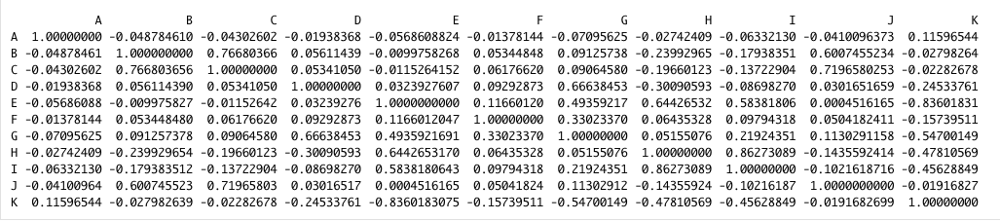 A B C D E F G H I J K
A 1.00000000 -0.048784610 -0.04302602 -0.01938368 -0.0568608824 -0.01378144 -0.07095625 -0.02742409 -0.06332130 -0.0410096373 0.11596544
B -0.04878461 1.000000000 0.76680366 0.05611439 -0.0099758268 0.05344848 0.09125738 -0.23992965 -0.17938351 0.6007455234 -0.02798264
C -0.04302602 0.766803656 1.00000000 0.05341050 -0.0115264152 0.06176620 0.09064580 -0.19660123 -0.13722904 0.7196580253 -0.02282678
D -0.01938368 0.056114390 0.05341050 1.00000000 0.0323927607 0.09292873 0.66638453 -0.30090593 -0.08698270 0.0301651659 -0.24533761
E -0.05686088 -0.009975827 -0.01152642 0.03239276 1.0000000000 0.11660120 0.49359217 0.64426532 0.58381806 0.0004516165 -0.83601831
F -0.01378144 0.053448480 0.06176620 0.09292873 0.1166012047 1.00000000 0.33023370 0.06435328 0.09794318 0.0504182411 -0.15739511
G -0.07095625 0.091257378 0.09064580 0.66638453 0.4935921691 0.33023370 1.00000000 0.05155076 0.21924351 0.1130291158 -0.54700149
H -0.02742409 -0.239929654 -0.19660123 -0.30090593 0.6442653170 0.06435328 0.05155076 1.00000000 0.86273089 -0.1435592414 -0.47810569
I -0.06332130 -0.179383512 -0.13722904 -0.08698270 0.5838180643 0.09794318 0.21924351 0.86273089 1.00000000 -0.1021618716 -0.45628849
J -0.04100964 0.600745523 0.71965803 0.03016517 0.0004516165 0.05041824 0.11302912 -0.14355924 -0.10216187 1.0000000000 -0.01916827
K 0.11596544 -0.027982639 -0.02282678 -0.24533761 -0.8360183075 -0.15739511 -0.54700149 -0.47810569 -0.45628849 -0.0191682699 1.00000000